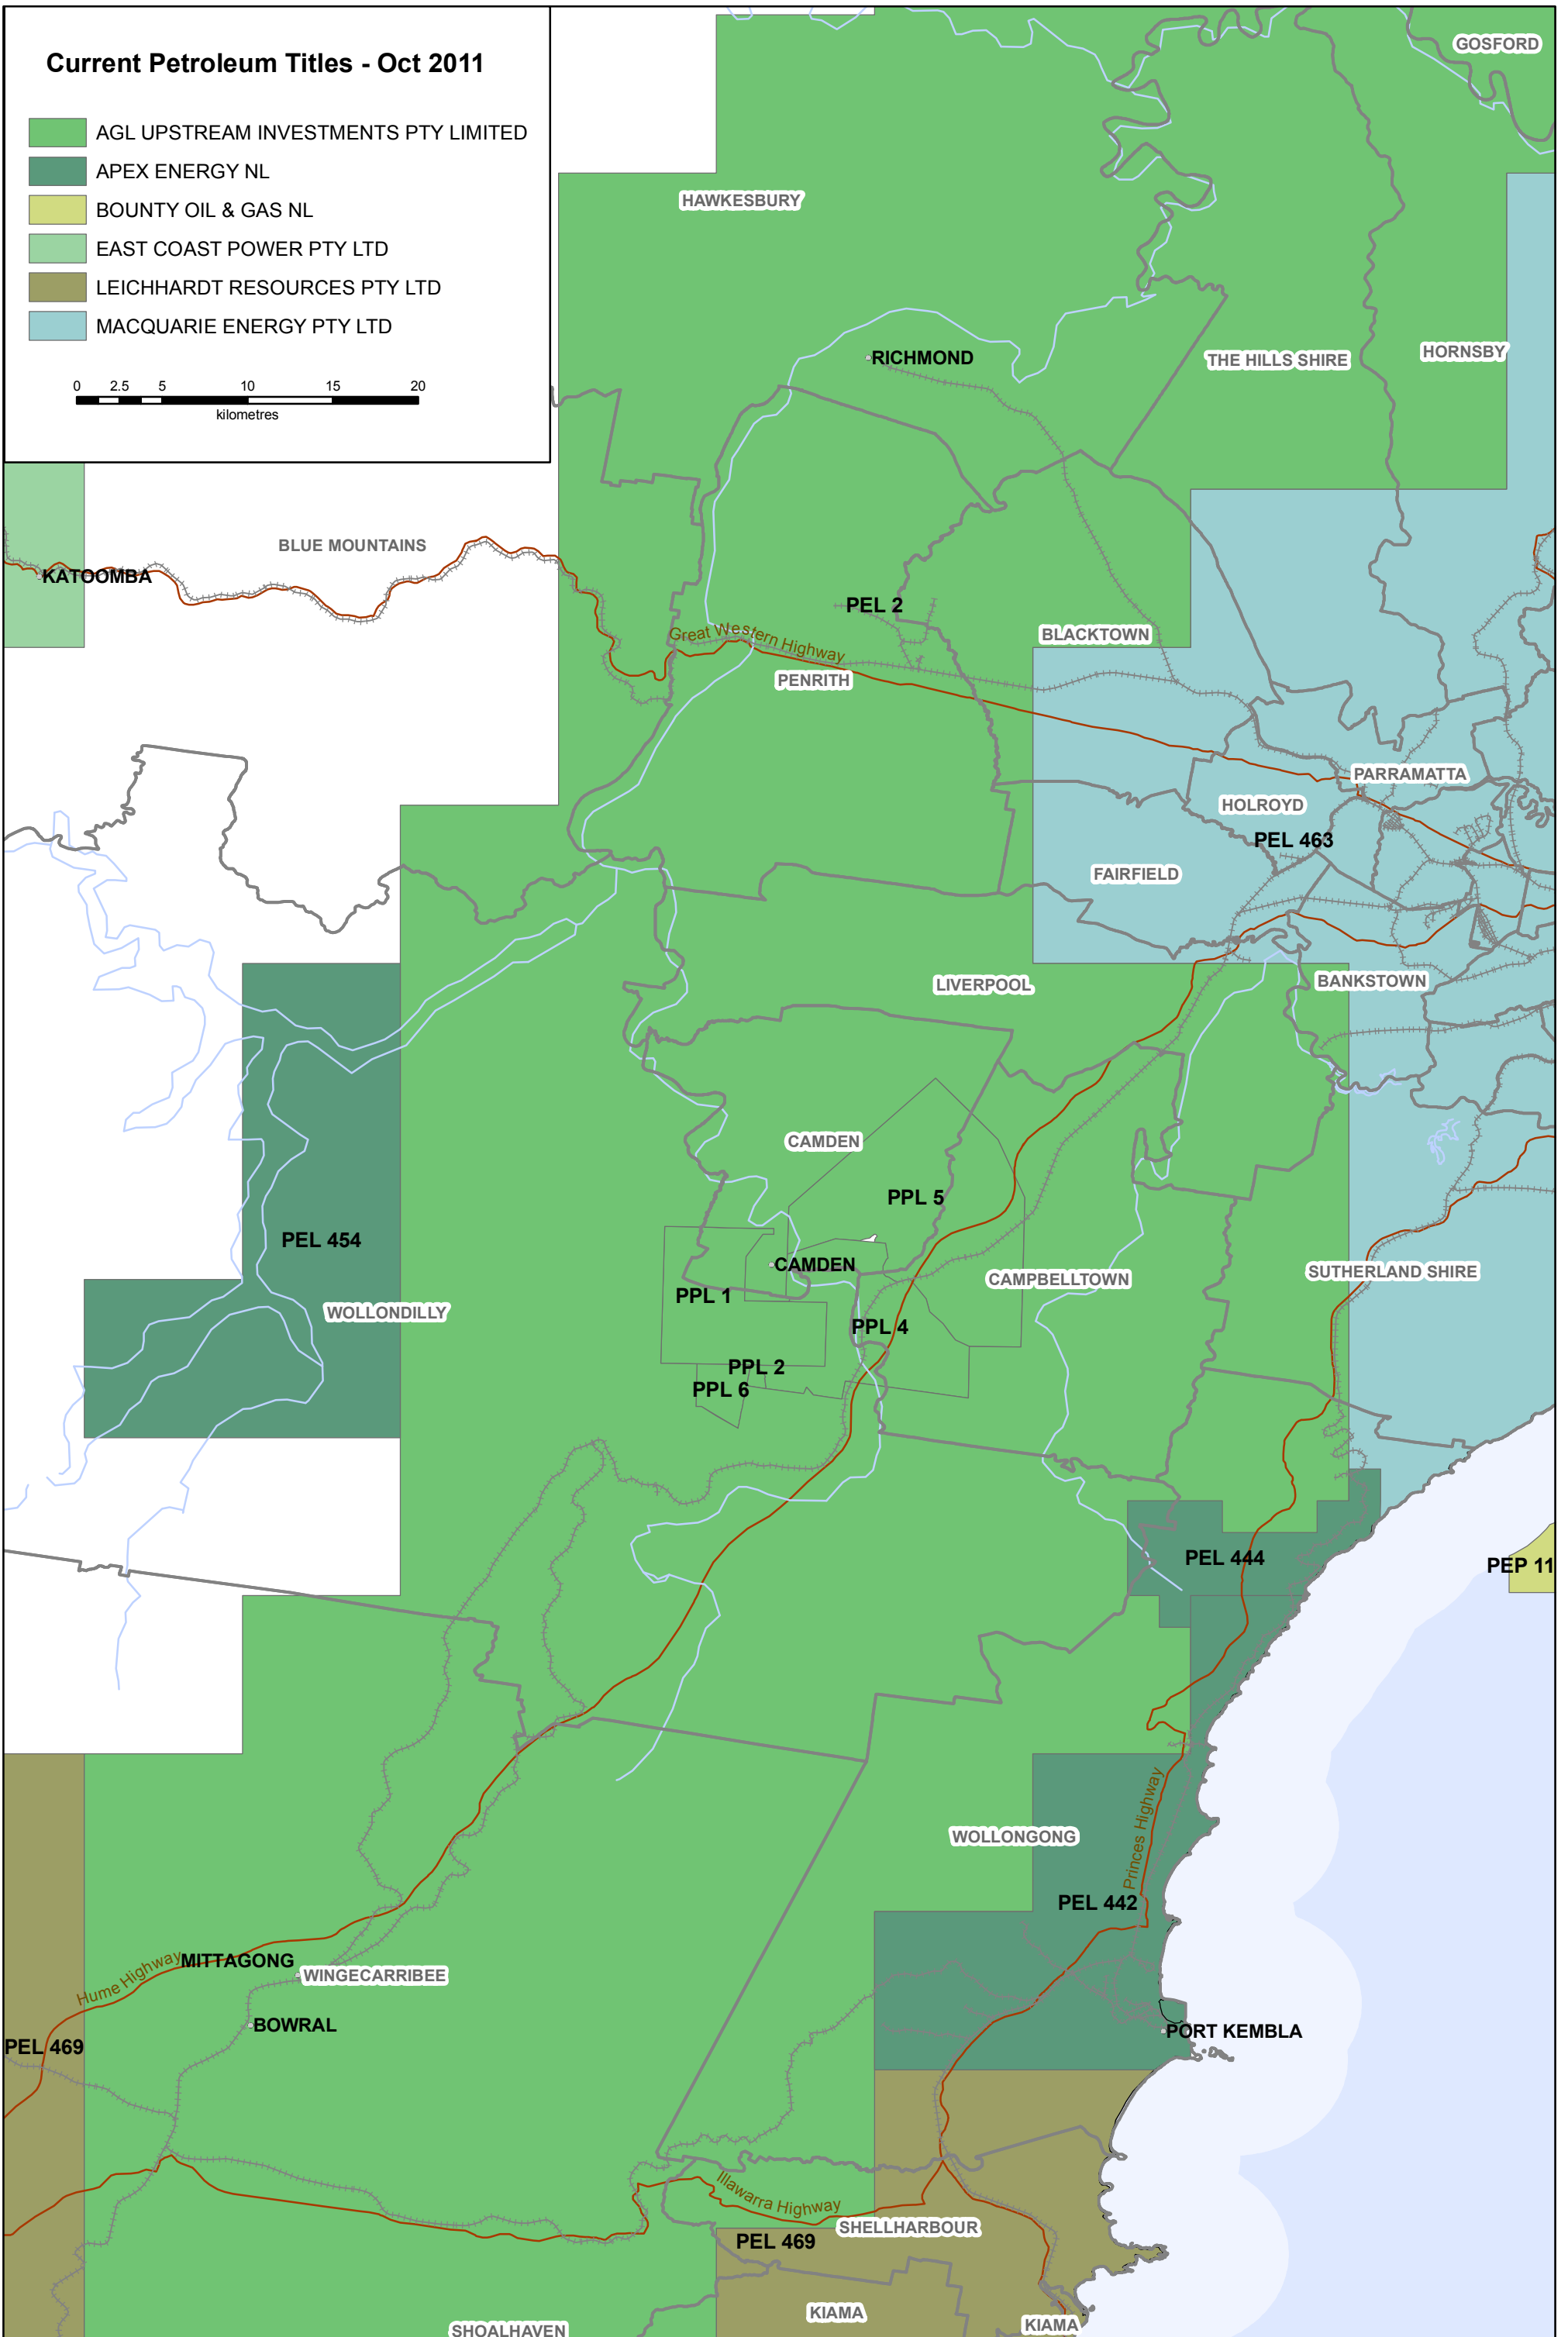 Current Petroleum Titles - Oct 2011
AGL UPSTREAM INVESTMENTS PTY LIMITED
APEX ENERGY NL
BOUNTY OIL & GAS NL
EAST COAST POWER PTY LTD
LEICHHARDT RESOURCES PTY LTD
MACQUARIE ENERGY PTY LTD
0 2.5 5 10 15 20
kilometres
GOSFORD
HAWKESBURY
RICHMOND
THE HILLS SHIRE
HORNSBY
BLUE MOUNTAINS
KATOOMBA
PEL 2
Great Western Highway
BLACKTOWN
PENRITH
PARRAMATTA
HOLROYD
PEL 463
FAIRFIELD
LIVERPOOL
BANKSTOWN
CAMDEN
PPL 5
PEL 454
CAMDEN
CAMPBELLTOWN
SUTHERLAND SHIRE
PPL 1
WOLLONDILLY
PPL 4
PPL 2
PPL 6
PEL 444
PEP 11
Princes Highway
WOLLONGONG
PEL 442
Hume Highway
MITTAGONG
WINGECARRIBEE
BOWRAL
PORT KEMBLA
PEL 469
Illawarra Highway
SHELLHARBOUR
PEL 469
KIAMA
KIAMA
SHOALHAVEN